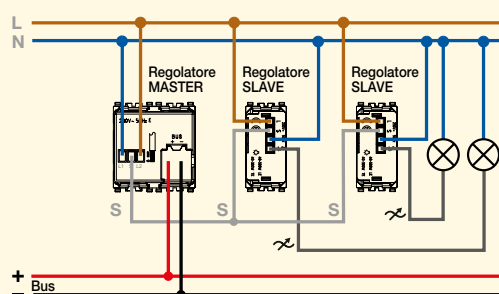 L
N
Regolatore
MASTER
Regolatore
SLAVE
Regolatore
SLAVE
BUS
+ −
S
S
S
+
Bus
−